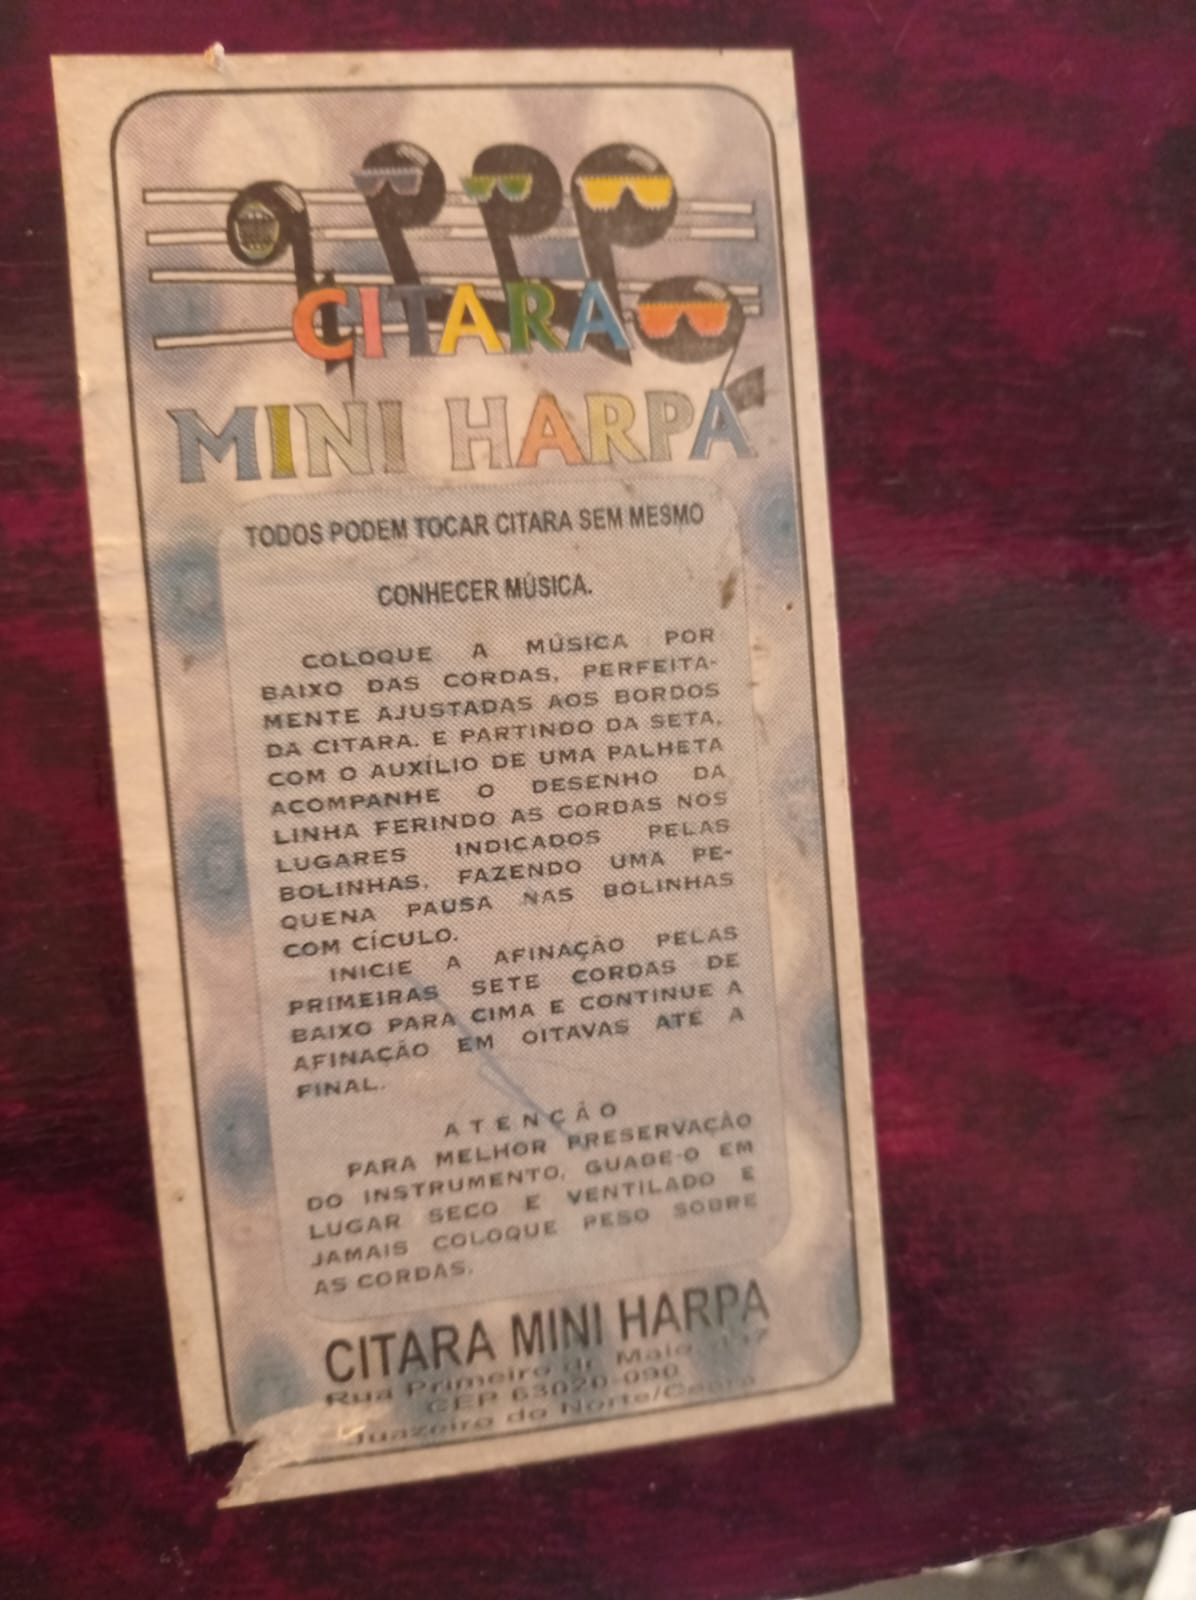 CITARA
MINI HARPA
TODOS PODEM TOCAR CITARA SEM MESMO
CONHECER MÚSICA.
COLOQUE A MÚSICA POR
BAIXO DAS CORDAS, PERFEITA-
MENTE AJUSTADAS AOS BORDOS
DA CITARA. E PARTINDO DA SETA,
COM O AUXÍLIO DE UMA PALHETA
ACOMPANHE O DESENHO DA
LINHA FERINDO AS CORDAS NOS
LUGARES INDICADOS PELAS
BOLINHAS, FAZENDO UMA PE-
QUENA PAUSA NAS BOLINHAS
COM CÍCULO.
INICIE A AFINAÇÃO PELAS
PRIMEIRAS SETE CORDAS DE
BAIXO PARA CIMA E CONTINUE A
AFINAÇÃO EM OITAVAS ATÉ A
FINAL.
ATENÇÃO
PARA MELHOR PRESERVAÇÃO
DO INSTRUMENTO, GUADE-O EM
LUGAR SECO E VENTILADO E
JAMAIS COLOQUE PESO SOBRE
AS CORDAS.
CITARA MINI HARPA
Rua Primeiro de Maio,
CEP 63020-090
Juazeiro do Norte/Ceara